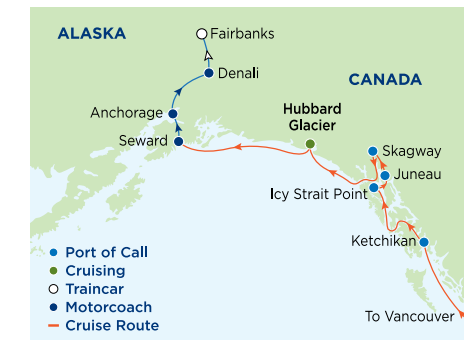 ALASKA
Fairbanks
Denali
CANADA
Anchorage
Hubbard
Glacier
Seward
Skagway
Juneau
Icy Strait Point
Ketchikan
Port of Call
Cruising
Traincar
Motorcoach
Cruise Route
To Vancouver